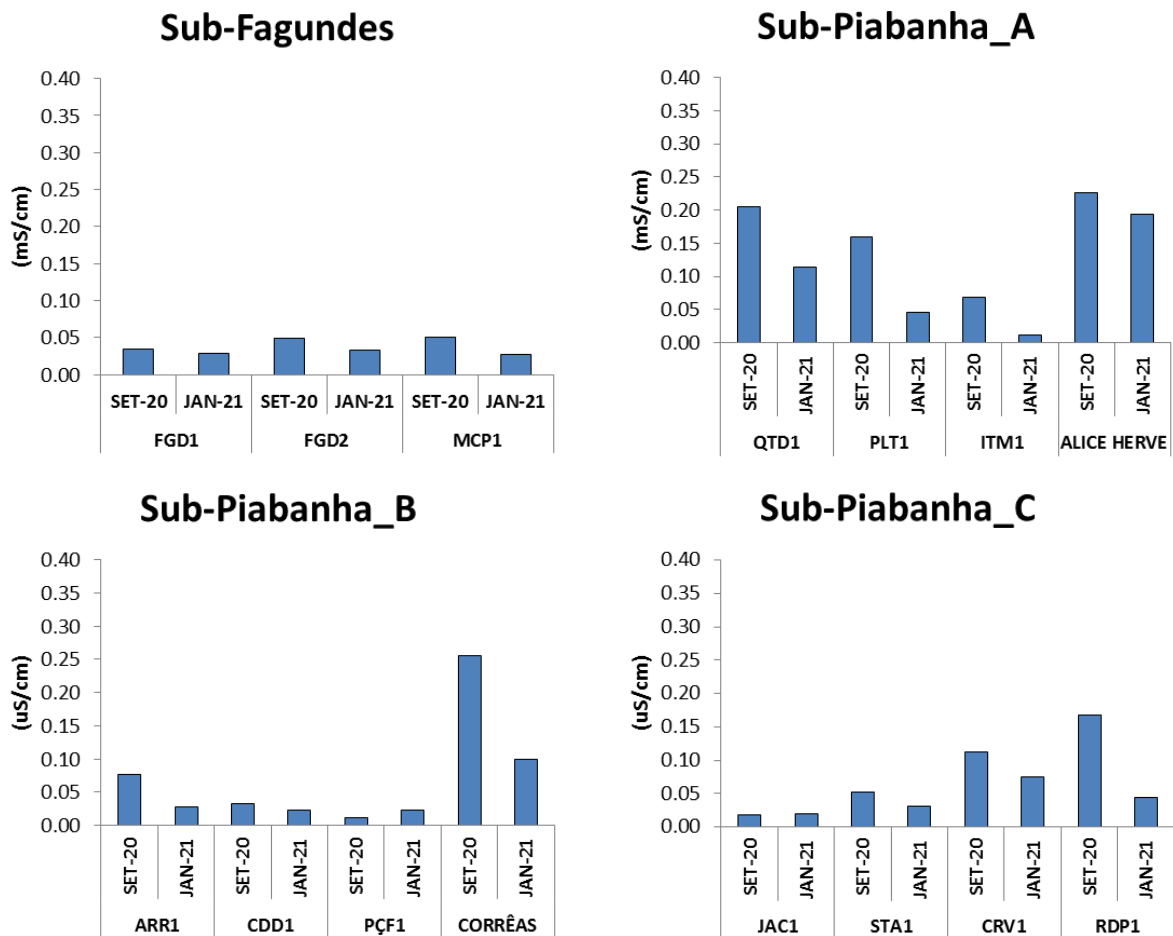 Sub-Fagundes
0.40
0.35
0.30
0.25
0.20
0.15
0.10
0.05
0.00
(mS/cm)
SET-20 JAN-21 SET-20 JAN-21 SET-20 JAN-21
FGD1 FGD2 MCP1
Sub-Piabanha_A
0.40
0.35
0.30
0.25
0.20
0.15
0.10
0.05
0.00
(mS/cm)
SET-20 JAN-21 SET-20 JAN-21 SET-20 JAN-21 SET-20 JAN-21
QTD1 PLT1 ITM1 ALICE HERVE
Sub-Piabanha_B
0.40
0.35
0.30
0.25
0.20
0.15
0.10
0.05
0.00
(uS/cm)
SET-20 JAN-21 SET-20 JAN-21 SET-20 JAN-21 SET-20 JAN-21
ARR1 CDD1 PÇF1 CORRÊAS
Sub-Piabanha_C
0.40
0.35
0.30
0.25
0.20
0.15
0.10
0.05
0.00
(uS/cm)
SET-20 JAN-21 SET-20 JAN-21 SET-20 JAN-21 SET-20 JAN-21
JAC1 STA1 CRV1 RDP1